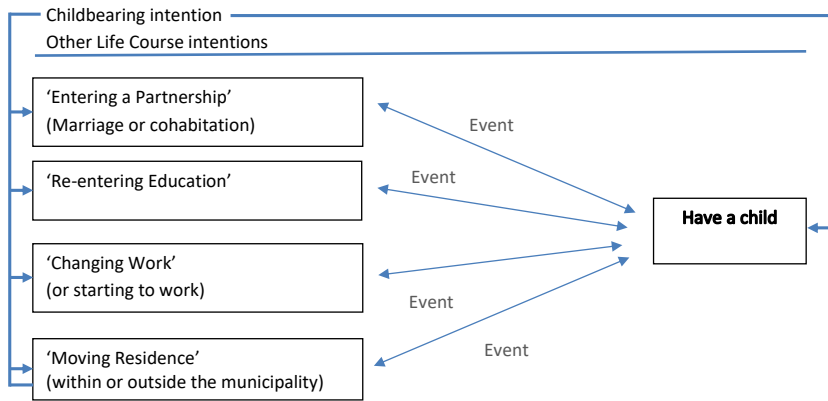 Childbearing intention
Other Life Course intentions
‘Entering a Partnership’
(Marriage or cohabitation)
Event
‘Re-entering Education’
Event
Have a child
‘Changing Work’
(or starting to work)
Event
‘Moving Residence’
Event
(within or outside the municipality)